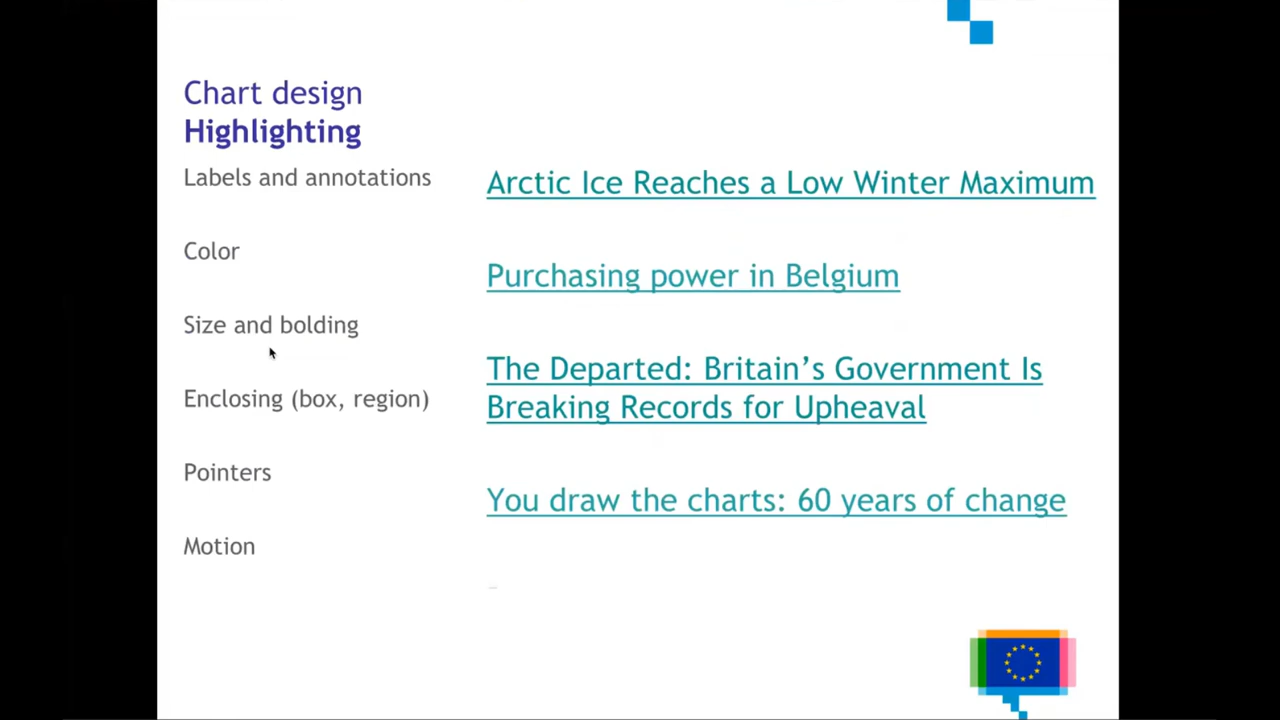 Chart design
Highlighting
Labels and annotations
Color
Size and bolding
Enclosing (box, region)
Pointers
Motion
Arctic Ice Reaches a Low Winter Maximum
Purchasing power in Belgium
The Departed: Britain’s Government Is
Breaking Records for Upheaval
You draw the charts: 60 years of change